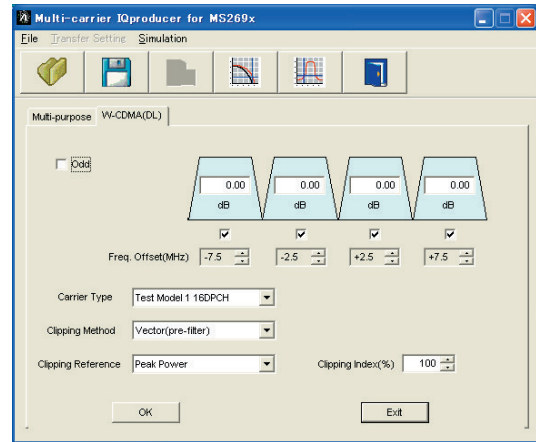 Multi-carrier IQproducer for MS269x
File Transfer Setting Simulation
Multi-purpose W-CDMA(DL)
Odd
0.00 0.00 0.00 0.00
dB dB dB dB
Freq. Offset(MHz) -7.5 -2.5 +2.5 +7.5
Carrier Type Test Model 1 16DPCH
Clipping Method Vector(pre-filter)
Clipping Reference Peak Power Clipping Index(%) 100
OK Exit